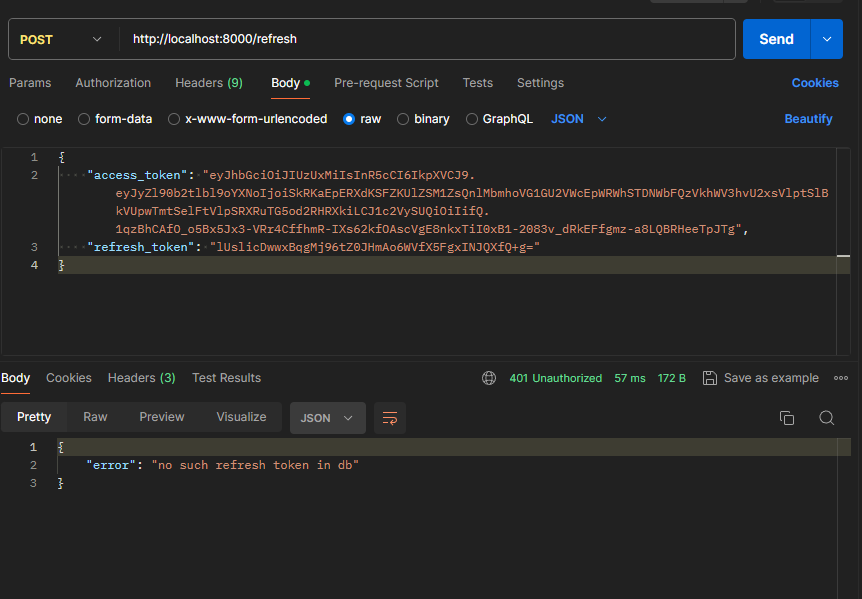 POST http://localhost:8000/refresh Send
Params Authorization Headers (9) Body Pre-request Script Tests Settings Cookies
none form-data x-www-form-urlencoded raw binary GraphQL JSON Beautify
1 {
2 "access_token": "eyJhbGciOiJIUzUxMiIsInR5cCI6IkpXVCJ9.
eyJyZl90b2tlbl9oYXNoIjoiSkRKaEpERXdKSFZKUlZSM1ZsQnlMbmhoVG1GU2VWcEpWRWhSTDNWbFQzVkhWV3hvU2xsVlptSlB
kVUpwTmtSelFtVlpSRXRuTG5od2RHRXkiLCJ1c2VySUQiOiIifQ.
1qzBhCAfO_o5Bx5Jx3-VRr4CffhmR-IXs62kfOAscVgE8nkxTiI0xB1-2083v_dRkEFfgmz-a8LQBRHeeTpJTg",
3 "refresh_token": "lUslicDwwxBqgMj96tZ0JHmAo6WVfX5FgxINJQXfQ+g="
4 }
Body Cookies Headers (3) Test Results 401 Unauthorized 57 ms 172 B Save as example
Pretty Raw Preview Visualize JSON
1 {
2 "error": "no such refresh token in db"
3 }